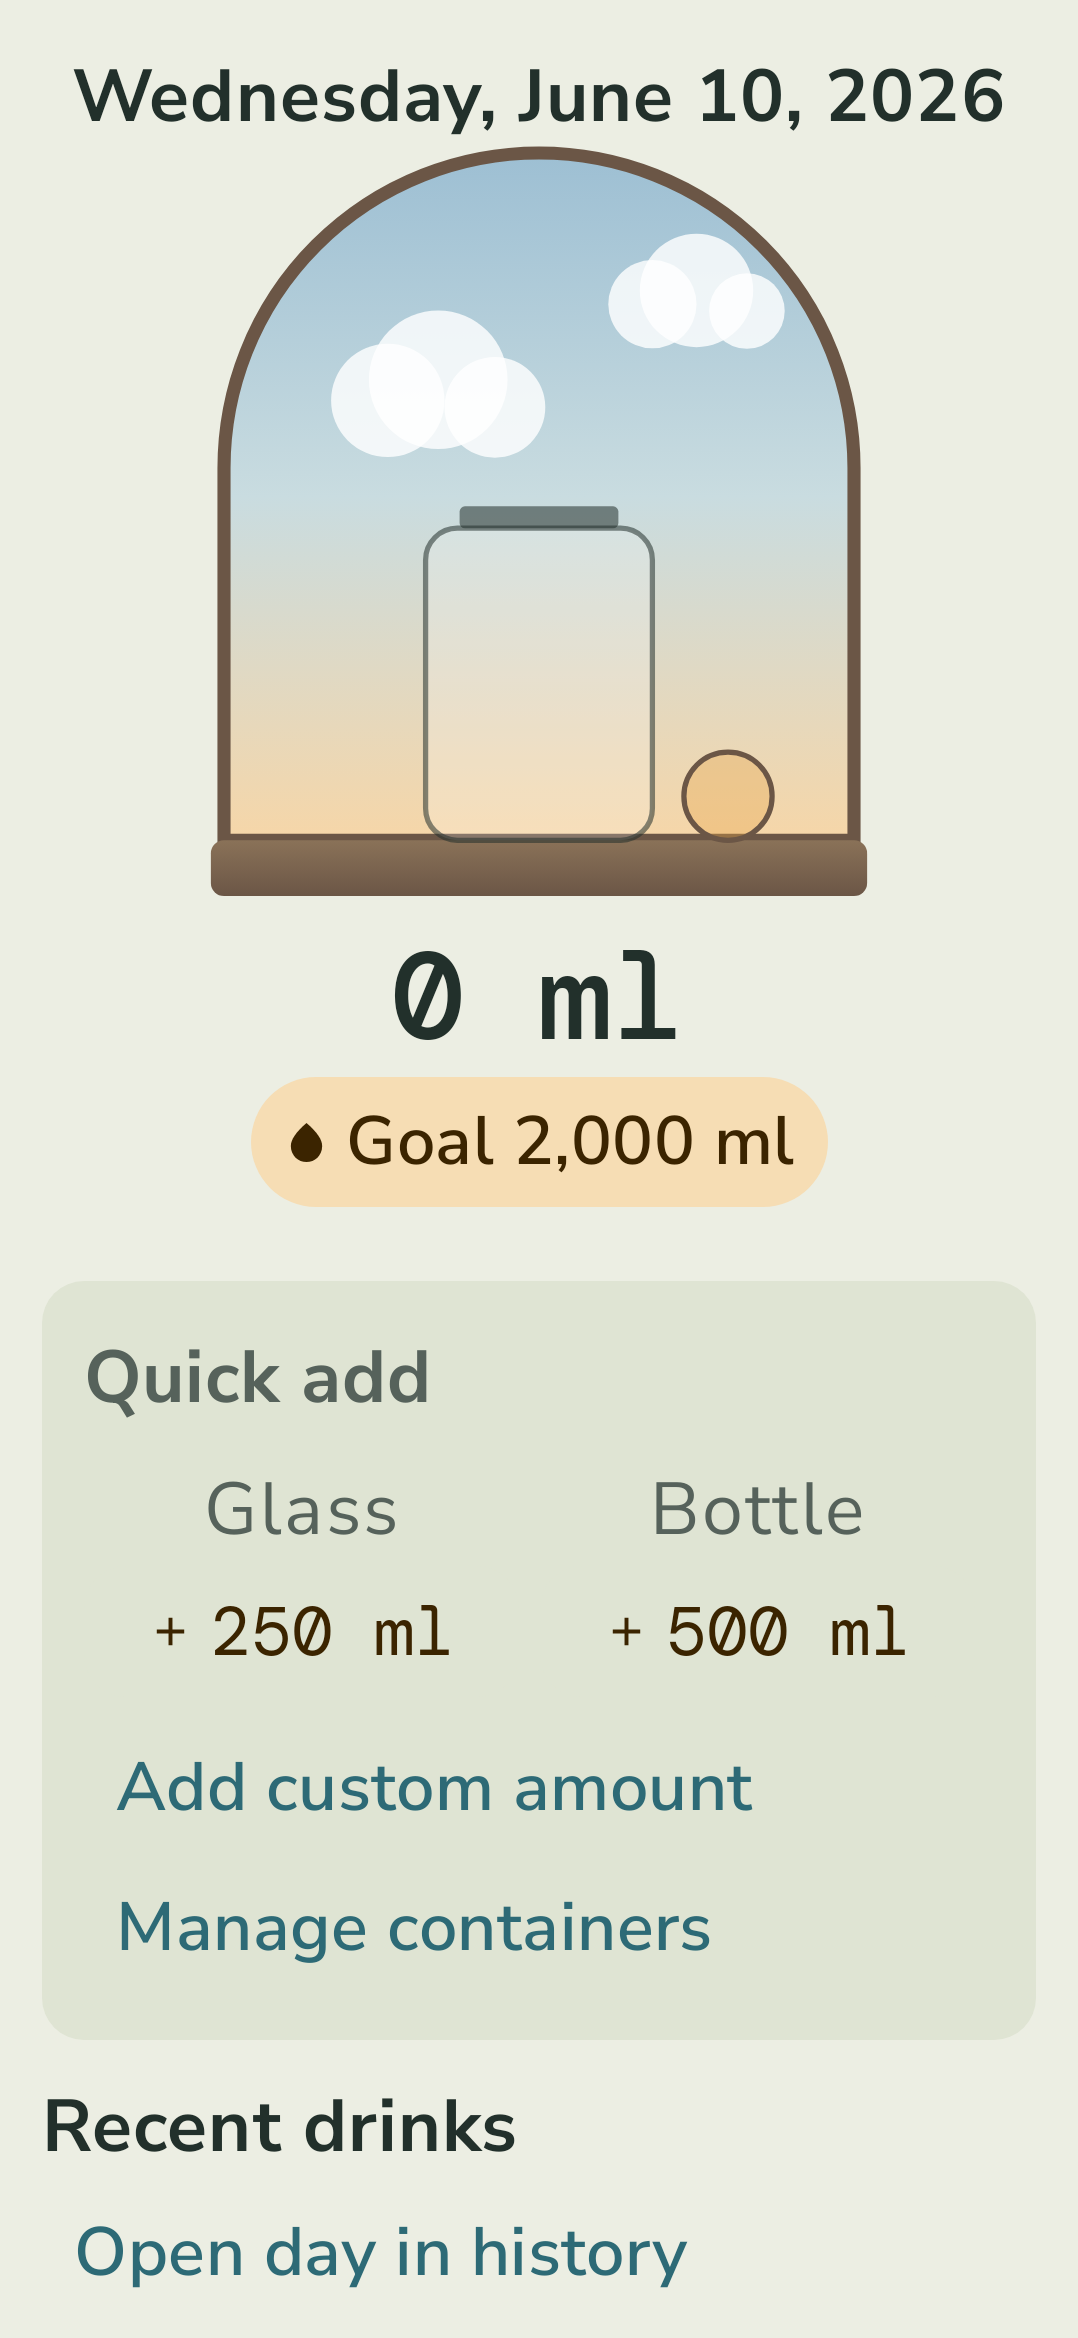 Wednesday, June 10, 2026
0 ml
Goal 2,000 ml
Quick add
Glass Bottle
+ 250 ml + 500 ml
Add custom amount
Manage containers
Recent drinks
Open day in history